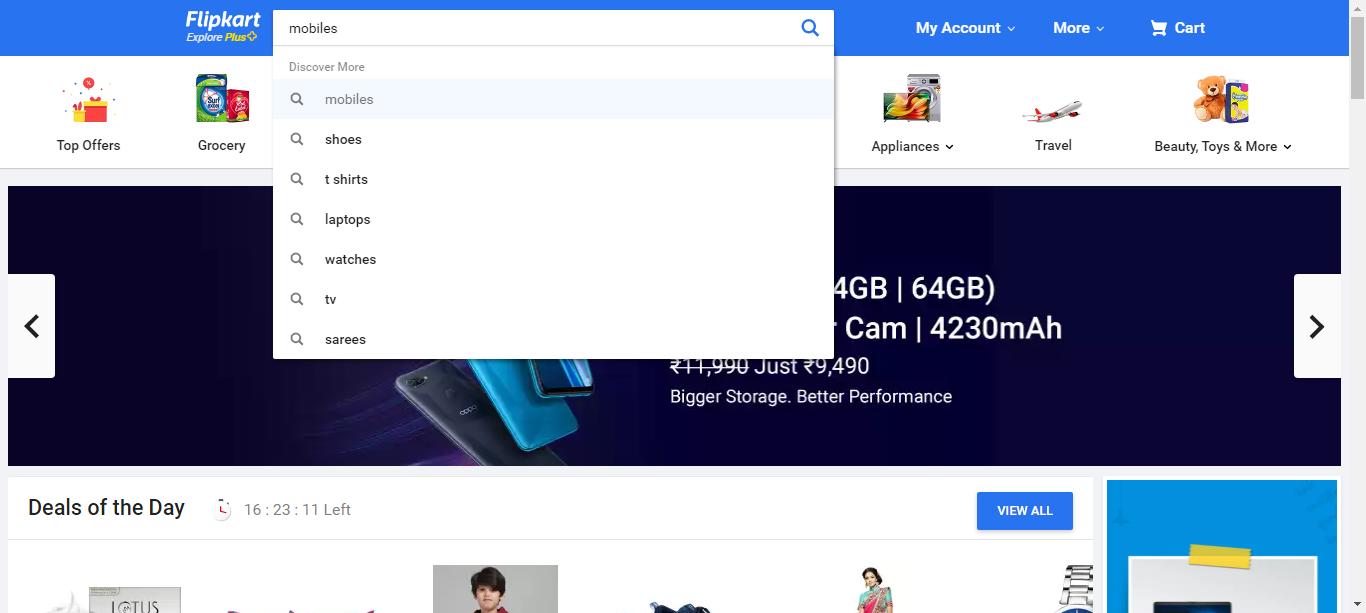 Flipkart
Explore Plus
mobiles
My Account
More
Cart
Discover More
mobiles
shoes
t shirts
laptops
watches
tv
sarees
Top Offers
Grocery
Appliances
Travel
Beauty, Toys & More
4GB | 64GB)
Cam | 4230mAh
₹11,990 Just ₹9,490
Bigger Storage. Better Performance
oppo
Deals of the Day
16 : 23 : 11 Left
VIEW ALL
LOTUS